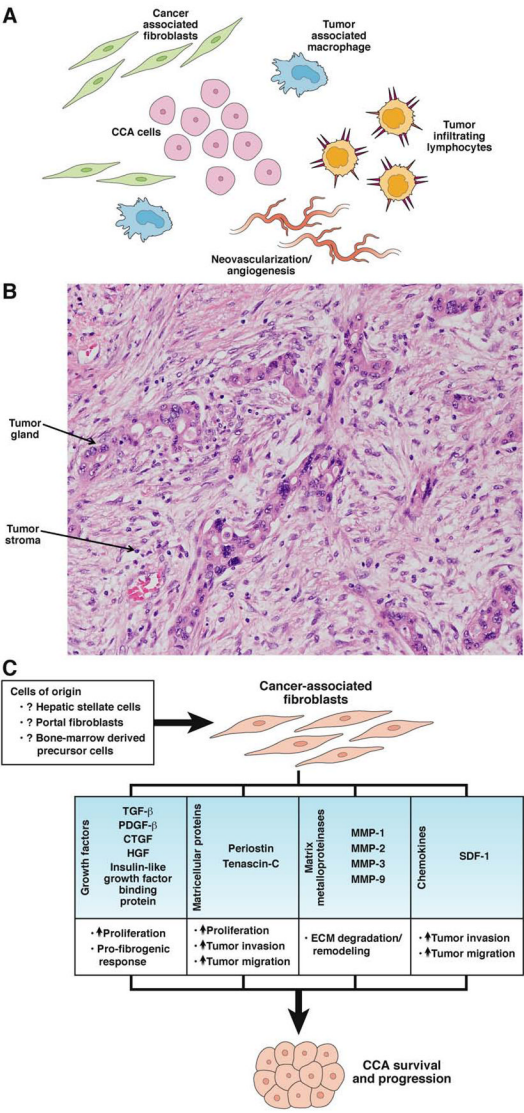 A
Cancer
associated
fibroblasts
Tumor
associated
macrophage
CCA cells
Tumor
infiltrating
lymphocytes
Neovascularization/
angiogenesis
B
Tumor
gland
Tumor
stroma
C
Cells of origin
· ? Hepatic stellate cells
· ? Portal fibroblasts
· ? Bone-marrow derived
precursor cells
Cancer-associated
fibroblasts
Growth factors
TGF-β
PDGF-β
CTGF
HGF
Insulin-like
growth factor
binding
protein
Matricellular proteins
Periostin
Tenascin-C
Matrix
metalloproteinases
MMP-1
MMP-2
MMP-3
MMP-9
Chemokines
SDF-1
· ↑Proliferation
· Pro-fibrogenic
response
· ↑Proliferation
· ↑Tumor invasion
· ↑Tumor migration
· ECM degradation/
remodeling
· ↑Tumor invasion
· ↑Tumor migration
CCA survival
and progression